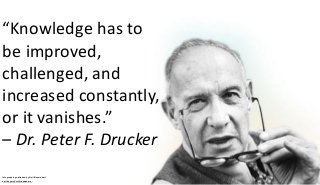 “Knowledge has to
be improved,
challenged, and
increased constantly,
or it vanishes.”
– Dr. Peter F. Drucker